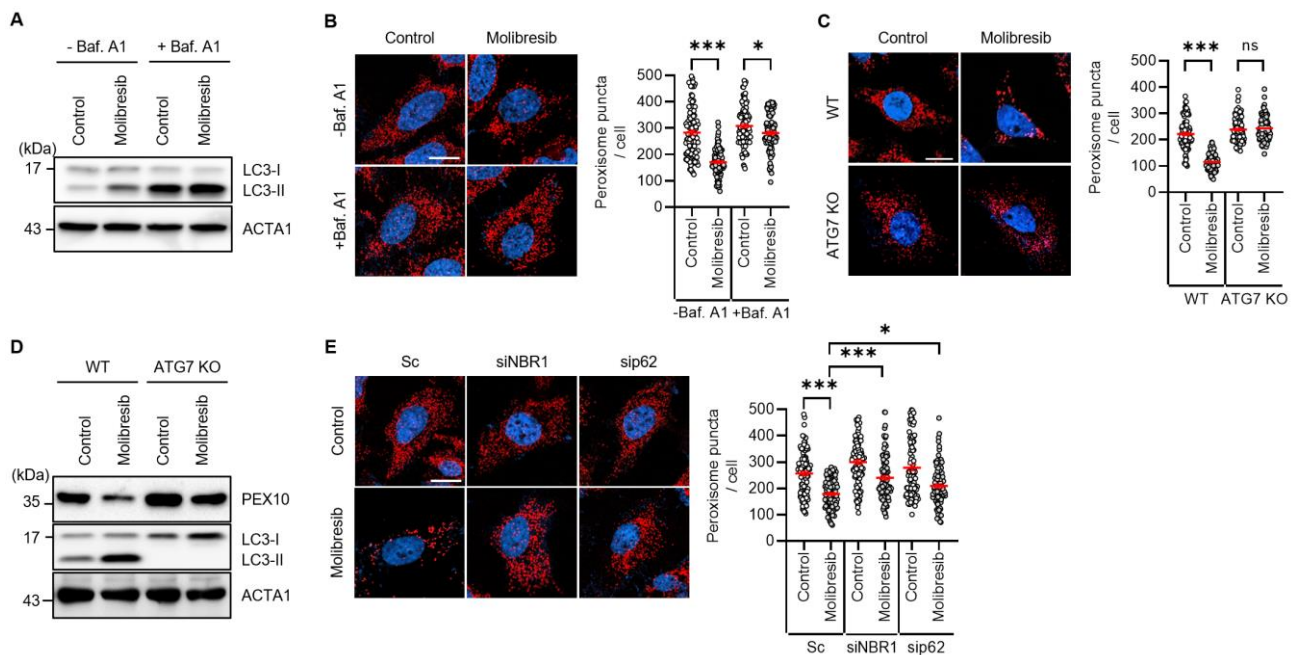 A
- Baf. A1
+ Baf. A1
Control
Molibresib
Control
Molibresib
(kDa)
17
LC3-I
LC3-II
43
ACTA1
B
Control
Molibresib
-Baf. A1
+Baf. A1
***
*
Peroxisome puncta
/ cell
500
400
300
200
100
0
Control
Molibresib
Control
Molibresib
-Baf. A1
+Baf. A1
C
Control
Molibresib
WT
ATG7 KO
***
ns
Peroxisome puncta
/ cell
500
400
300
200
100
0
Control
Molibresib
Control
Molibresib
WT
ATG7 KO
D
WT
ATG7 KO
Control
Molibresib
Control
Molibresib
(kDa)
35
PEX10
17
LC3-I
LC3-II
43
ACTA1
E
Sc
siNBR1
sip62
Control
Molibresib
*
***
***
Peroxisome puncta
/ cell
500
400
300
200
100
0
Control
Molibresib
Control
Molibresib
Control
Molibresib
Sc
siNBR1
sip62